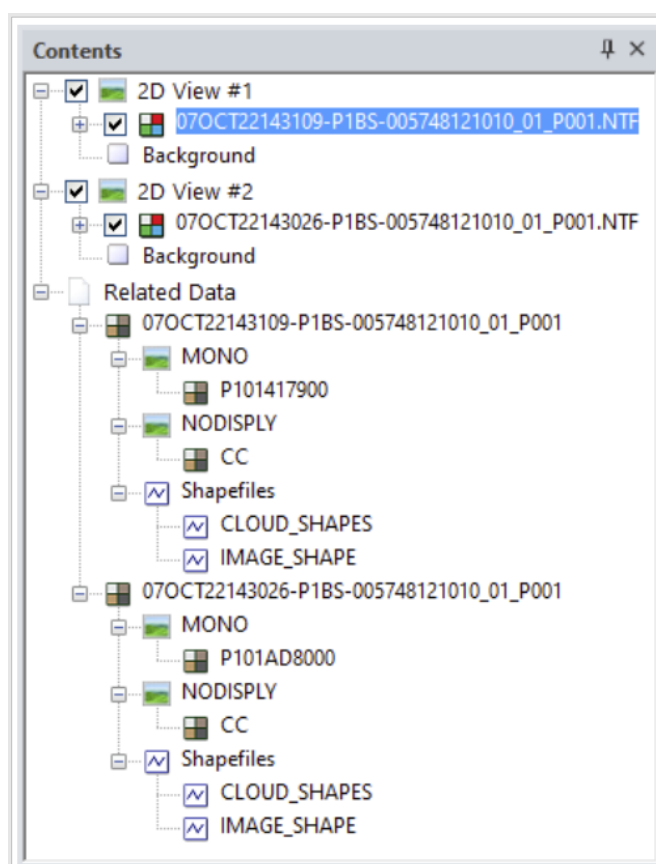 Contents
2D View #1
07OCT22143109-P1BS-005748121010_01_P001.NTF
Background
2D View #2
07OCT22143026-P1BS-005748121010_01_P001.NTF
Background
Related Data
07OCT22143109-P1BS-005748121010_01_P001
MONO
P101417900
NODISPLY
CC
Shapefiles
CLOUD_SHAPES
IMAGE_SHAPE
07OCT22143026-P1BS-005748121010_01_P001
MONO
P101AD8000
NODISPLY
CC
Shapefiles
CLOUD_SHAPES
IMAGE_SHAPE